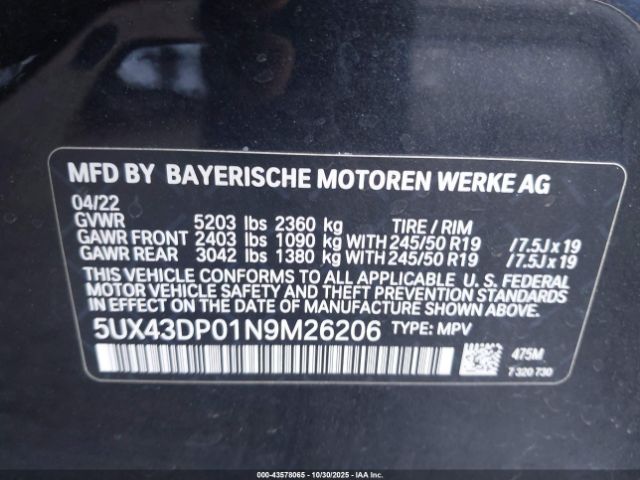 MFD BY BAYERISCHE MOTOREN WERKE AG
04/22
GVWR 5203 lbs 2360 kg TIRE / RIM
GAWR FRONT 2403 lbs 1090 kg WITH 245/50 R19 /7.5J x 19
GAWR REAR 3042 lbs 1380 kg WITH 245/50 R19 /7.5J x 19
THIS VEHICLE CONFORMS TO ALL APPLICABLE U. S. FEDERAL
MOTOR VEHICLE SAFETY AND THEFT PREVENTION STANDARDS
IN EFFECT ON THE DATE OF MANUFACTURE SHOWN ABOVE.
5UX43DP01N9M26206 TYPE: MPV
475M
7 320 730
000-43578065 - 10/30/2025 - IAAI, Inc.